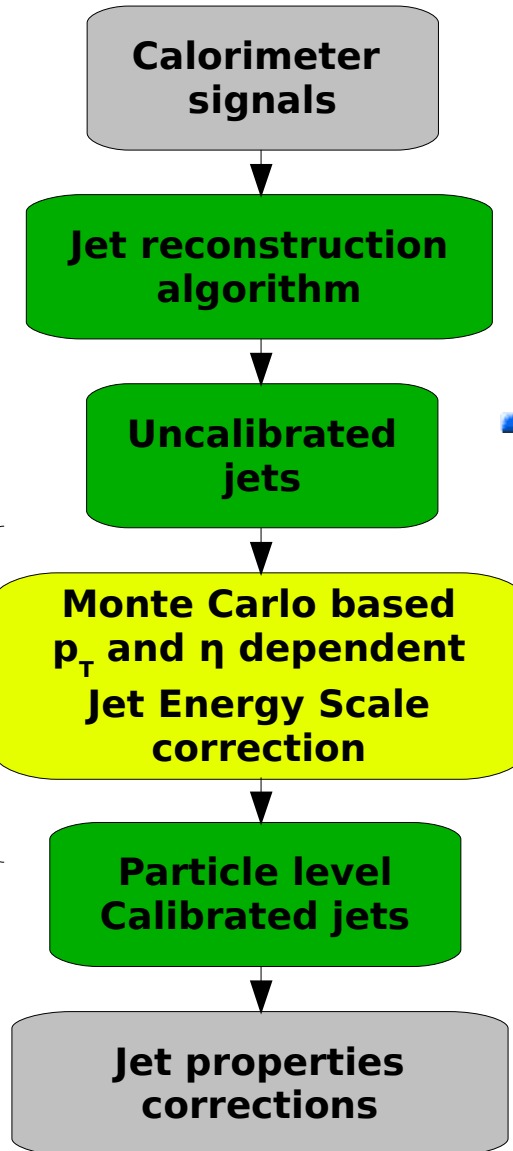 Calorimeter
signals
Jet reconstruction
algorithm
Uncalibrated
jets
Monte Carlo based
p_T and η dependent
Jet Energy Scale
correction
Particle level
Calibrated jets
Jet properties
corrections